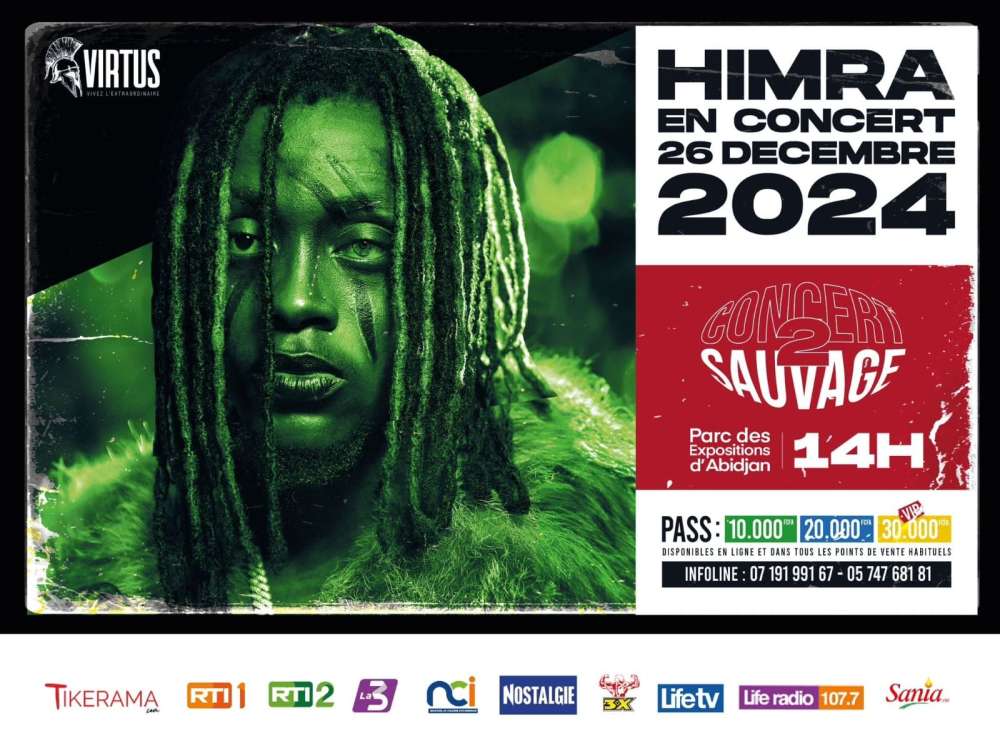 VIRTUS
VIVEZ L'EXTRAORDINAIRE
HIMRA
EN CONCERT
26 DECEMBRE
2024
CONCERT
2
SAUVAGE
Parc des
Expositions
d'Abidjan
14H
VIP
PASS : 10.000 FCFA 20.000 FCFA 30.000 FCFA
DISPONIBLES EN LIGNE ET DANS TOUS LES POINTS DE VENTE HABITUELS
INFOLINE : 07 191 991 67 - 05 747 681 81
TIKERAMA
.com
RTI 1
RTI 2
La 3
nci
NOSTALGIE
3X
Life tv
Life radio 107.7
Sania